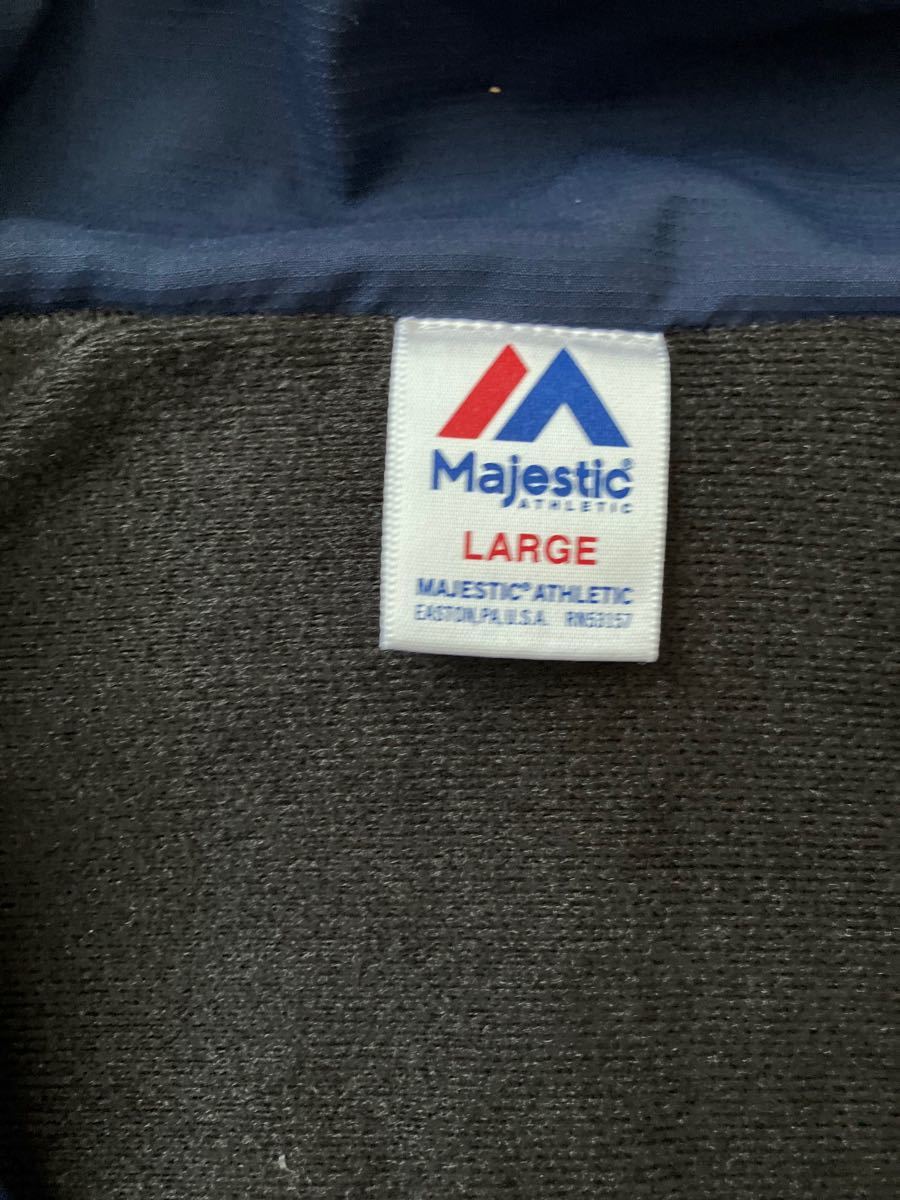 Majestic®
ATHLETIC
LARGE
MAJESTIC® ATHLETIC
EASTON, PA, U.S.A. RN53157